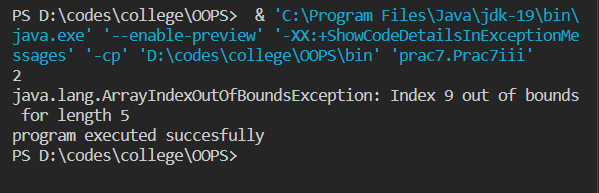 PS D:\codes\college\OOPS>  & 'C:\Program Files\Java\jdk-19\bin\
java.exe' '--enable-preview' '-XX:+ShowCodeDetailsInExceptionMe
ssages' '-cp' 'D:\codes\college\OOPS\bin' 'prac7.Prac7iii'
2
java.lang.ArrayIndexOutOfBoundsException: Index 9 out of bounds
 for length 5
program executed succesfully
PS D:\codes\college\OOPS>